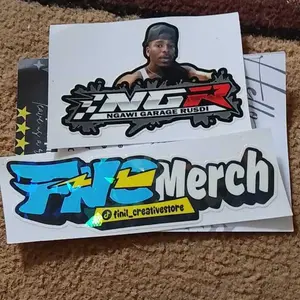 NGR
NGAWI GARAGE RUSDI
FNC Merch
finil_creativestore